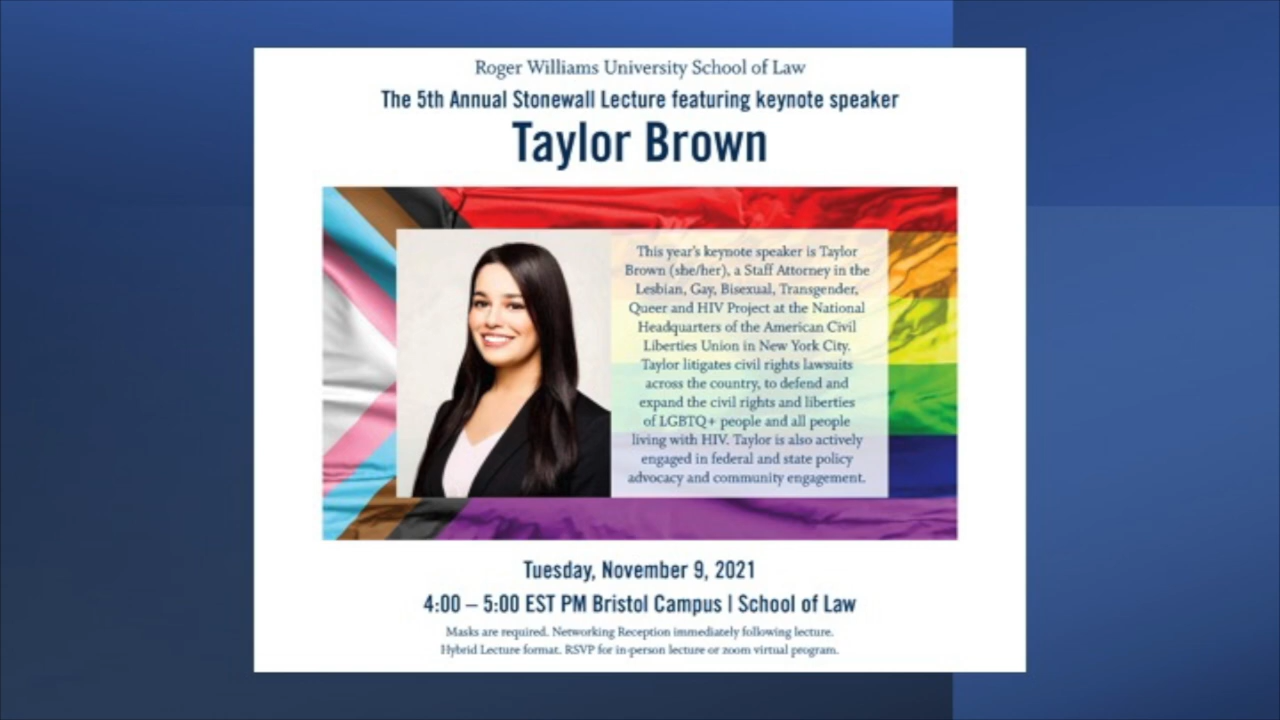 Roger Williams University School of Law
The 5th Annual Stonewall Lecture featuring keynote speaker
Taylor Brown
This year's keynote speaker is Taylor
Brown (she/her), a Staff Attorney in the
Lesbian, Gay, Bisexual, Transgender,
Queer and HIV Project at the National
Headquarters of the American Civil
Liberties Union in New York City.
Taylor litigates civil rights lawsuits
across the country, to defend and
expand the civil rights and liberties
of LGBTQ+ people and all people
living with HIV. Taylor is also actively
engaged in federal and state policy
advocacy and community engagement.
Tuesday, November 9, 2021
4:00 – 5:00 EST PM Bristol Campus | School of Law
Masks are required. Networking Reception immediately following lecture.
Hybrid Lecture format. RSVP for in-person lecture or zoom virtual program.